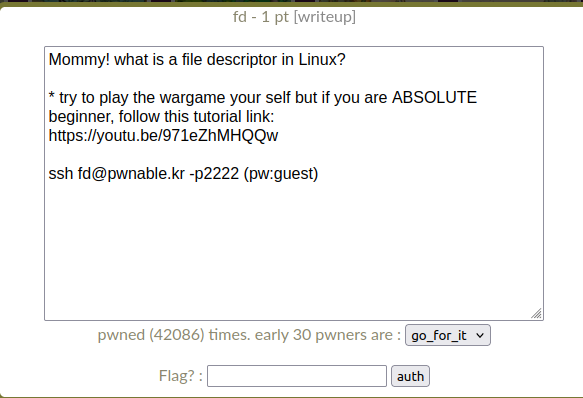 fd - 1 pt [writeup]
Mommy! what is a file descriptor in Linux?
* try to play the wargame your self but if you are ABSOLUTE
beginner, follow this tutorial link:
https://youtu.be/971eZhMHQQw
ssh fd@pwnable.kr -p2222 (pw:guest)
pwned (42086) times. early 30 pwners are : go_for_it
Flag? : auth